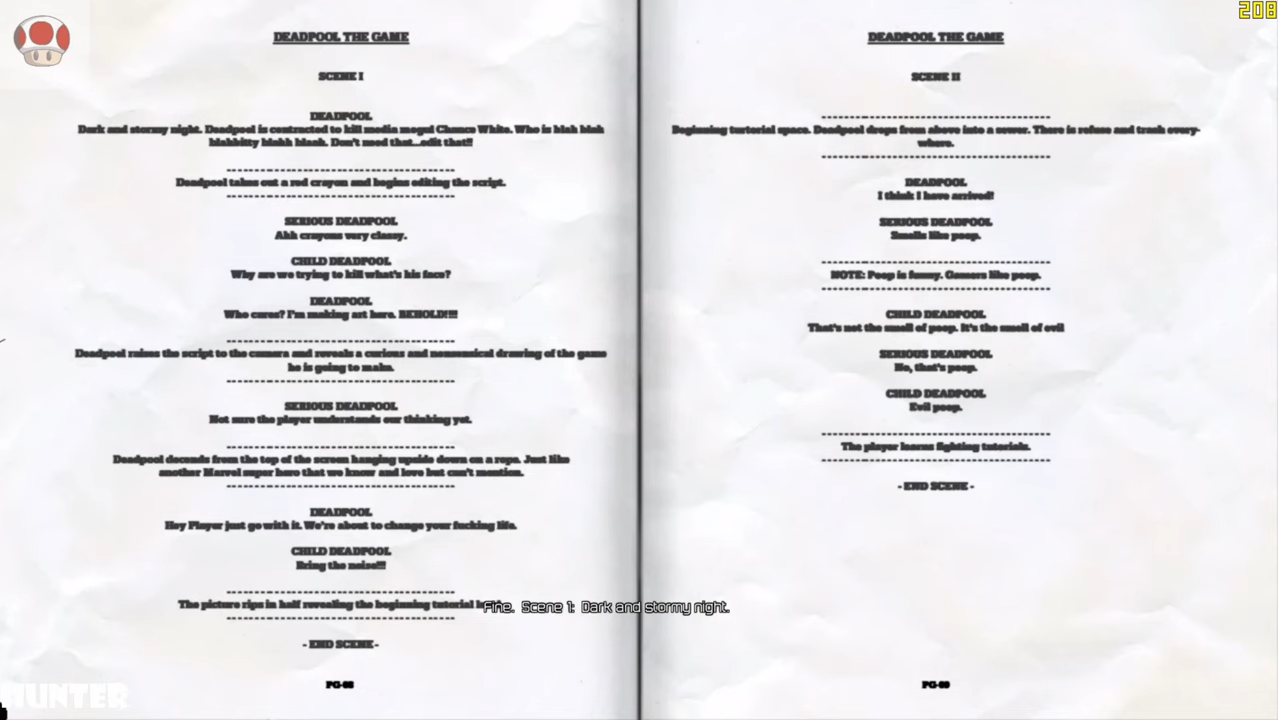 208
DEADPOOL THE GAME
SCENE I
DEADPOOL
Dark and stormy night. Deadpool is contracted to kill media mogul Chance White. Who is blah blah
blabbity blahh blank. Don't need that...edit that!!
Deadpool takes out a red crayon and begins editing the script.
SERIOUS DEADPOOL
Ahh crayons very classy.
CHILD DEADPOOL
Why are we trying to kill what's his face?
DEADPOOL
Who cares? I'm making art here. BEHOLD!!!!
Deadpool raises the script to the camera and reveals a curious and nonsensical drawing of the game
he is going to make.
SERIOUS DEADPOOL
Not sure the player understands our thinking yet.
Deadpool decends from the top of the screen hanging upside down on a rope. Just like
another Marvel super hero that we know and love but can't mention.
DEADPOOL
Hey Player just go with it. We're about to change your fucking life.
CHILD DEADPOOL
Bring the noise!!!
The picture rips in half revealing the beginning tutorial
- END SCENE -
PG-08
DEADPOOL THE GAME
SCENE II
Beginning turtorial space. Deadpool drops from above into a sewer. There is refuse and trash every-
where.
DEADPOOL
I think I have arrived!
SERIOUS DEADPOOL
Smells like poop.
NOTE: Poop is funny. Gamers like poop.
CHILD DEADPOOL
That's not the smell of poop. It's the smell of evil
SERIOUS DEADPOOL
No, that's poop.
CHILD DEADPOOL
Evil poop.
The player learns fighting tutorials.
- END SCENE -
PG-09
Fine. Scene 1: Dark and stormy night.
HUNTER